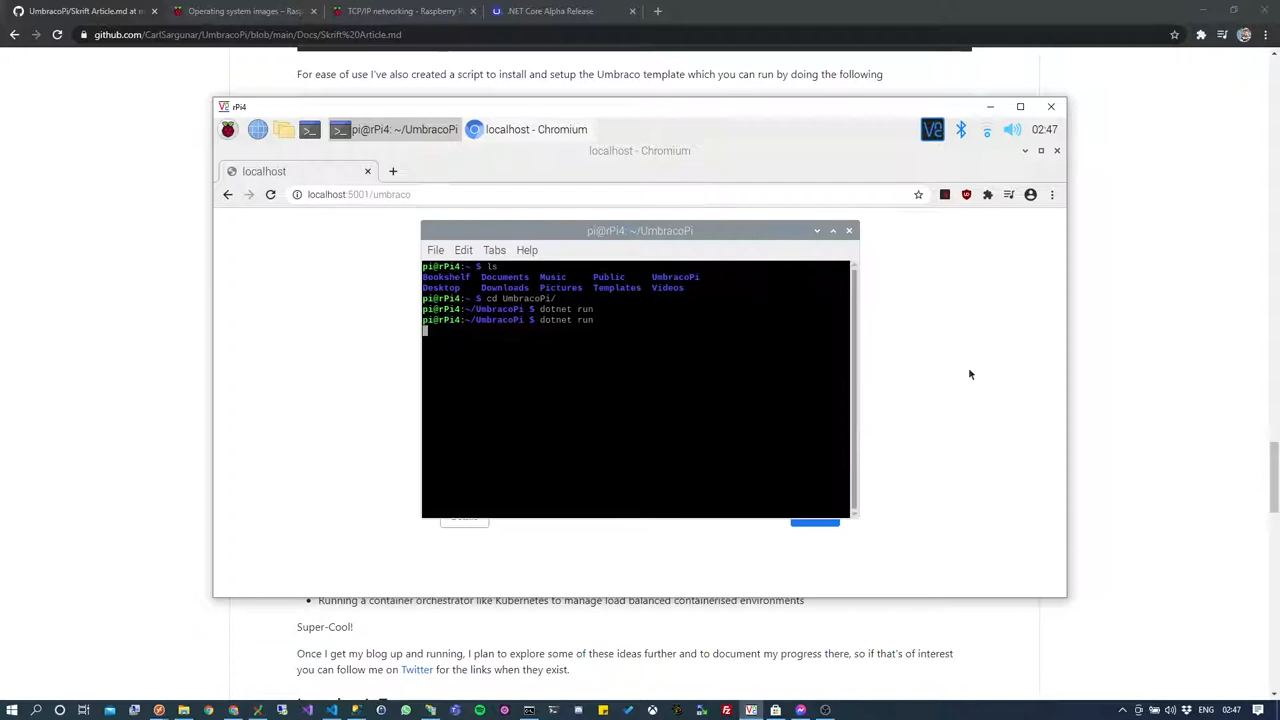 UmbracoPi/Skrift Article.md at m
Operating system images – Rasp
TCP/IP networking - Raspberry P
.NET Core Alpha Release
github.com/CarlSargunar/UmbracoPi/blob/main/Docs/Skrift%20Article.md
For ease of use I've also created a script to install and setup the Umbraco template which you can run by doing the following
rPi4
pi@rPi4: ~/UmbracoPi
localhost - Chromium
02:47
localhost - Chromium
localhost
localhost:5001/umbraco
pi@rPi4: ~/UmbracoPi
File Edit Tabs Help
pi@rPi4:~ $ ls
Bookshelf Documents Music Public UmbracoPi
Desktop Downloads Pictures Templates Videos
pi@rPi4:~ $ cd UmbracoPi/
pi@rPi4:~/UmbracoPi $ dotnet run
pi@rPi4:~/UmbracoPi $ dotnet run
Running a container orchestrator like Kubernetes to manage load balanced containerised environments
Super-Cool!
Once I get my blog up and running, I plan to explore some of these ideas further and to document my progress there, so if that's of interest
you can follow me on Twitter for the links when they exist.
ENG 02:47